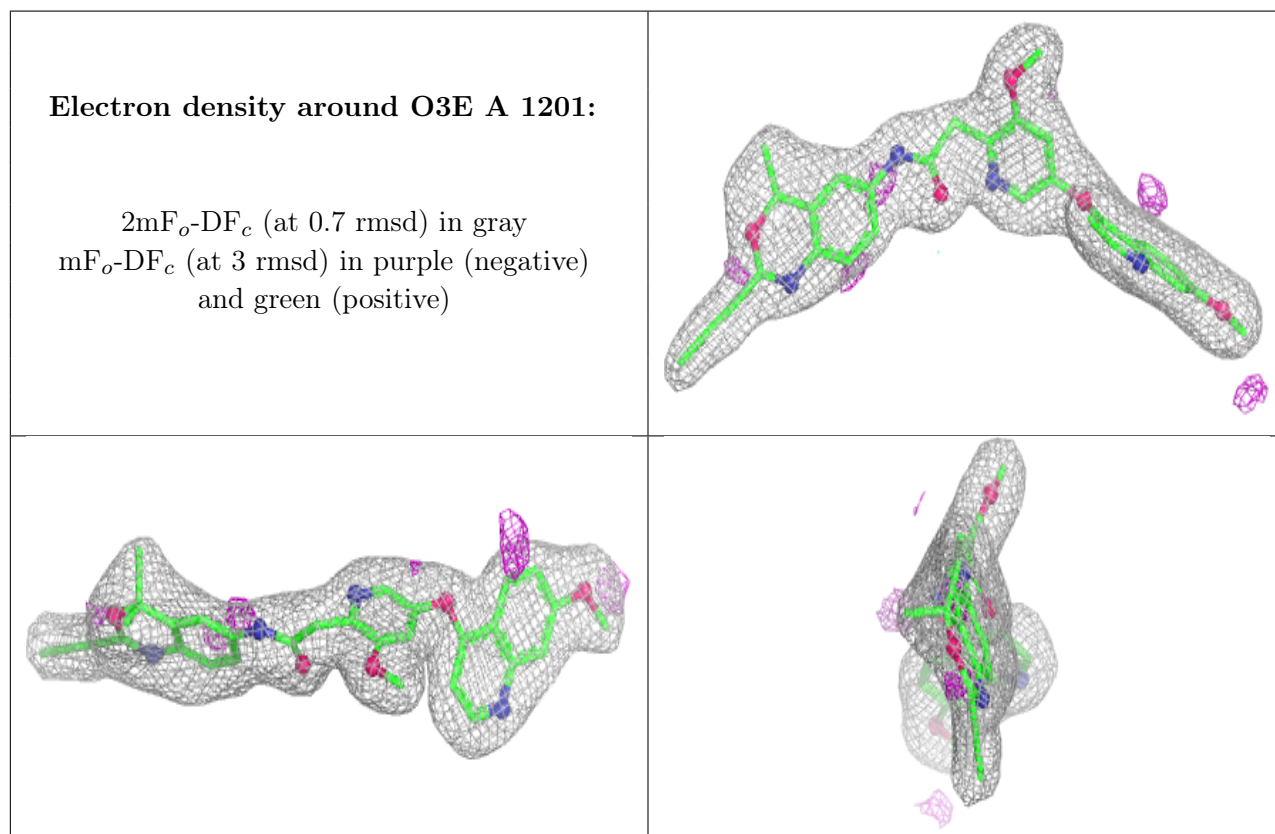 Electron density around O3E A 1201:
2mFo-DFc (at 0.7 rmsd) in gray
mFo-DFc (at 3 rmsd) in purple (negative)
and green (positive)